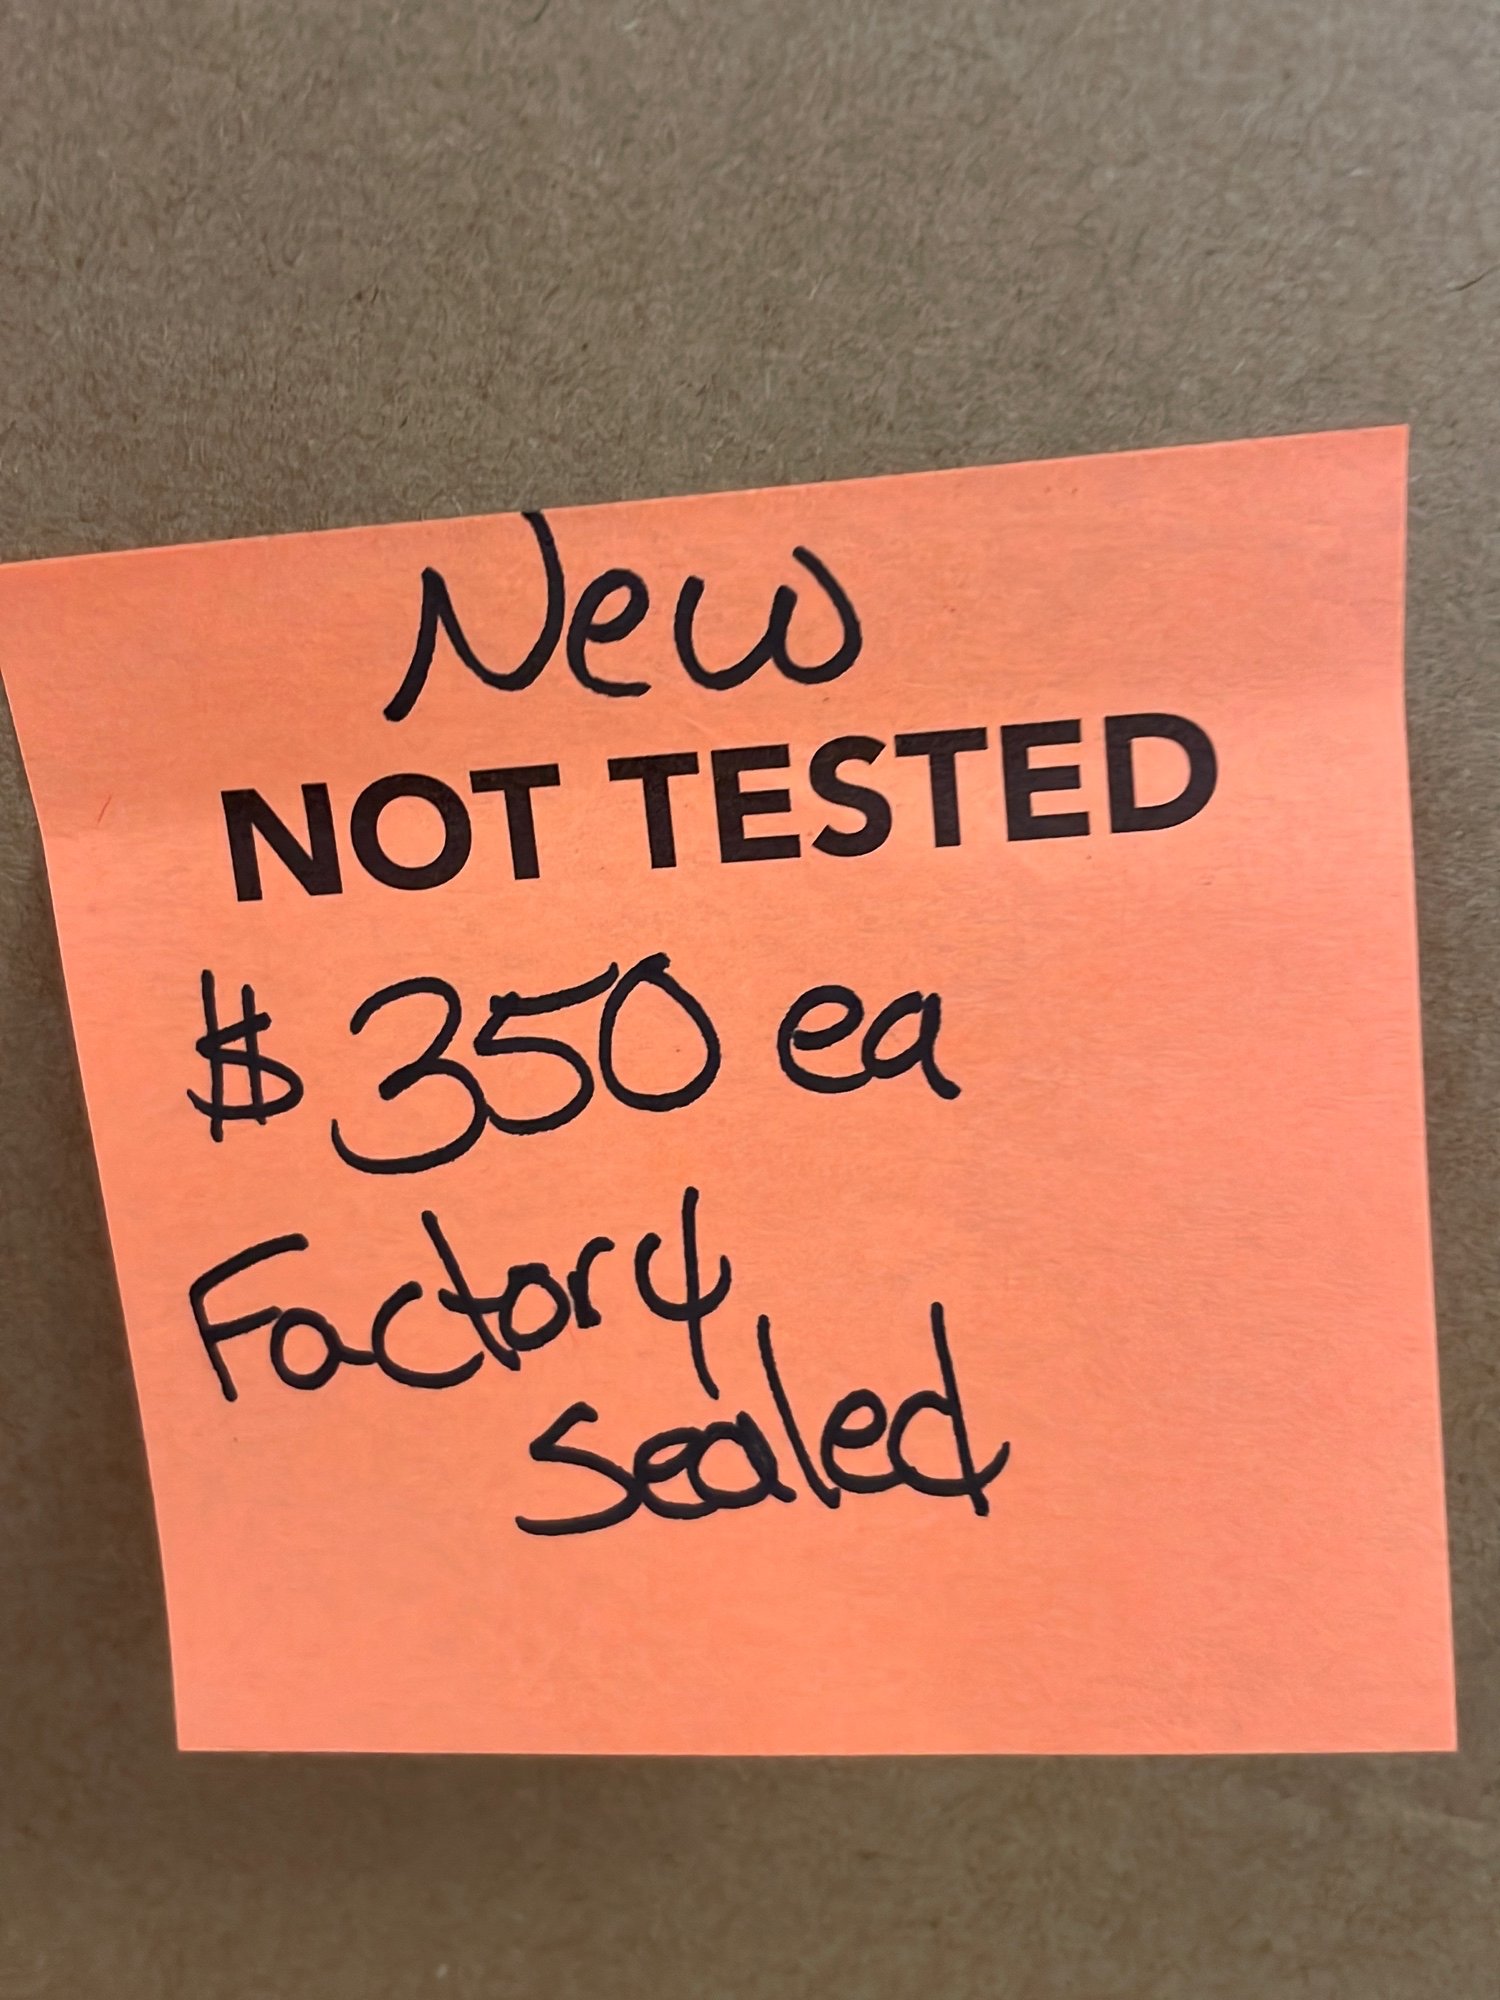 New
NOT TESTED
$350 ea
Factory
Sealed